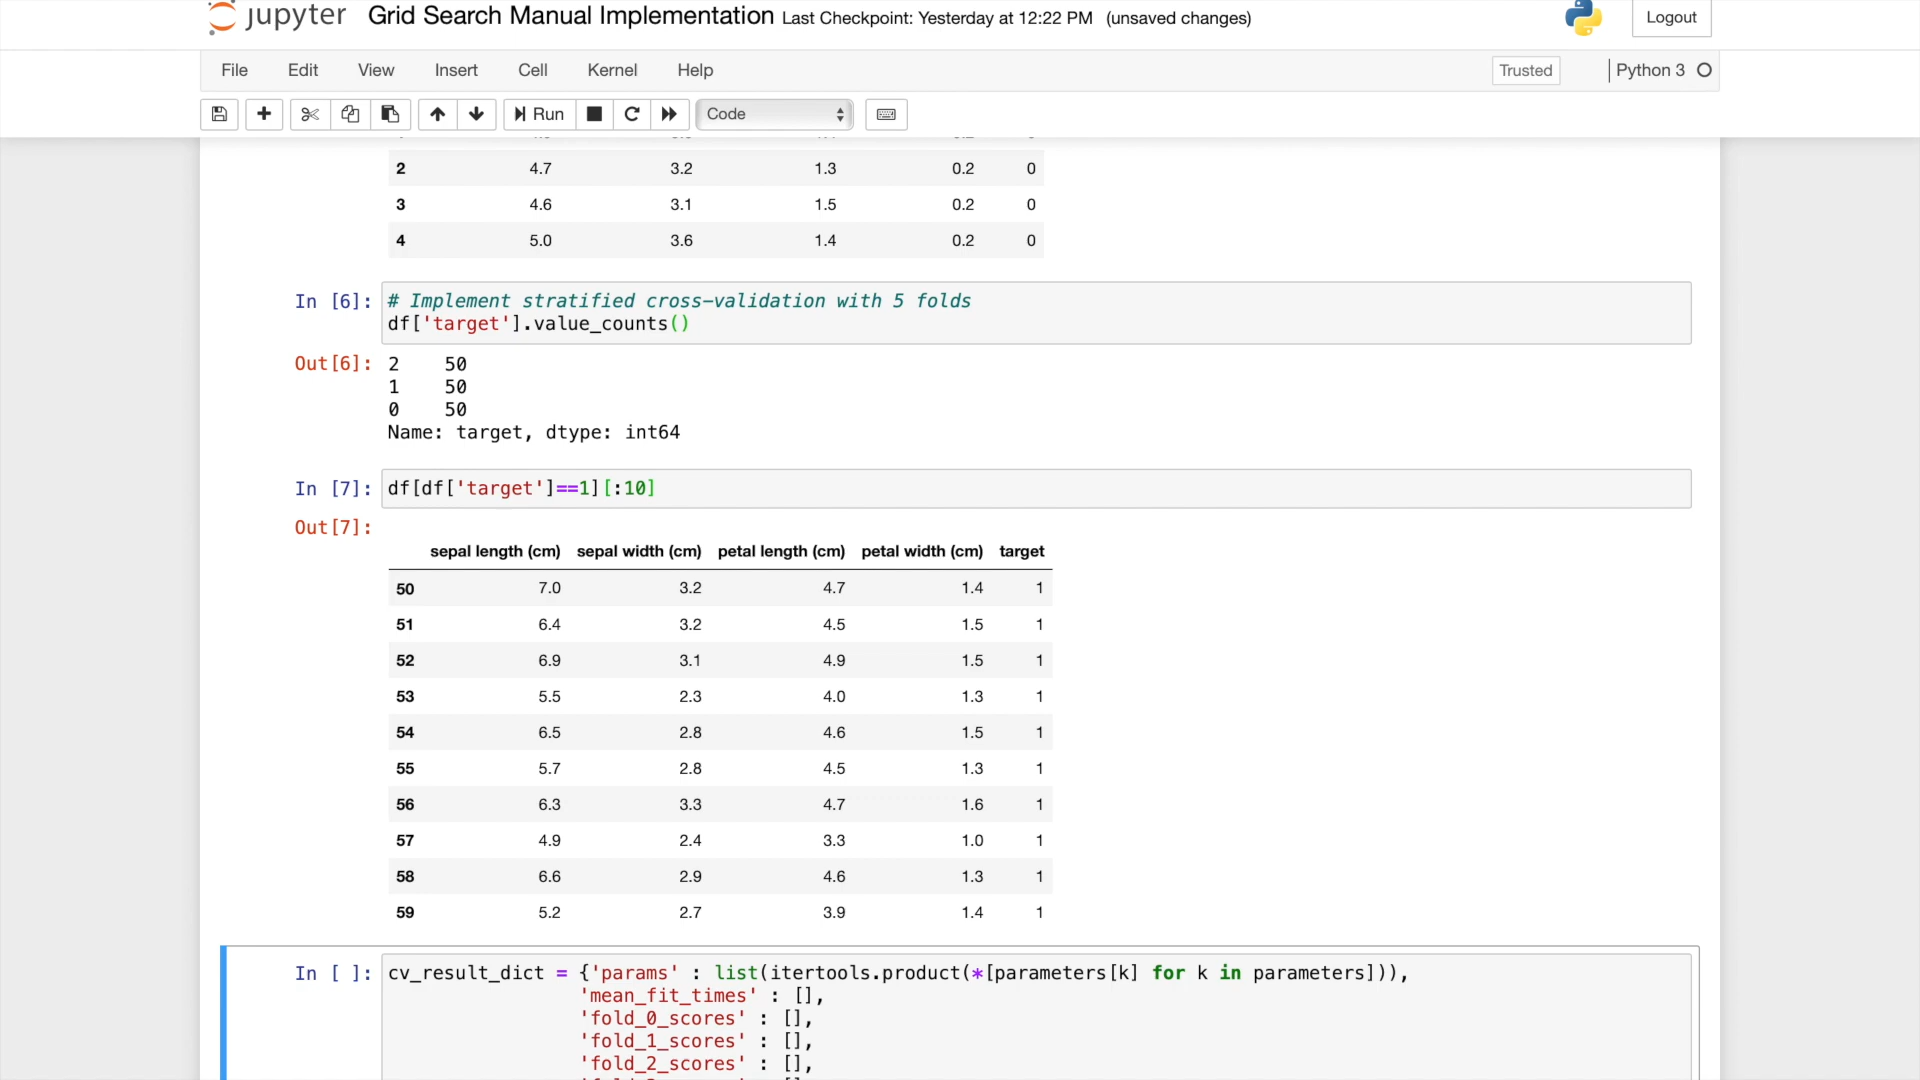 jupyter Grid Search Manual Implementation Last Checkpoint: Yesterday at 12:22 PM (unsaved changes) Logout
File Edit View Insert Cell Kernel Help Trusted Python 3
Run Code
2 4.7 3.2 1.3 0.2 0
3 4.6 3.1 1.5 0.2 0
4 5.0 3.6 1.4 0.2 0
In [6]: # Implement stratified cross-validation with 5 folds
df['target'].value_counts()
Out[6]: 2 50
1 50
0 50
Name: target, dtype: int64
In [7]: df[df['target']==1][:10]
Out[7]:
sepal length (cm) sepal width (cm) petal length (cm) petal width (cm) target
50 7.0 3.2 4.7 1.4 1
51 6.4 3.2 4.5 1.5 1
52 6.9 3.1 4.9 1.5 1
53 5.5 2.3 4.0 1.3 1
54 6.5 2.8 4.6 1.5 1
55 5.7 2.8 4.5 1.3 1
56 6.3 3.3 4.7 1.6 1
57 4.9 2.4 3.3 1.0 1
58 6.6 2.9 4.6 1.3 1
59 5.2 2.7 3.9 1.4 1
In [ ]: cv_result_dict = {'params' : list(itertools.product(*[parameters[k] for k in parameters])),
'mean_fit_times' : [],
'fold_0_scores' : [],
'fold_1_scores' : [],
'fold_2_scores' : [],